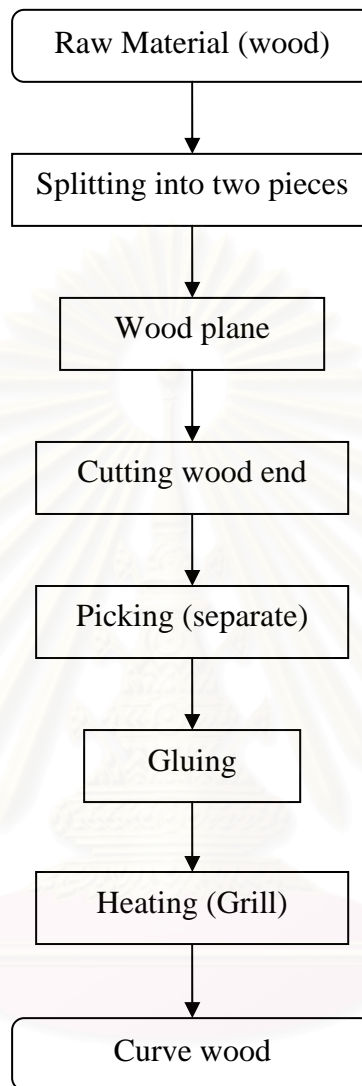 Raw Material (wood)
Splitting into two pieces
Wood plane
Cutting wood end
Picking (separate)
Gluing
Heating (Grill)
Curve wood